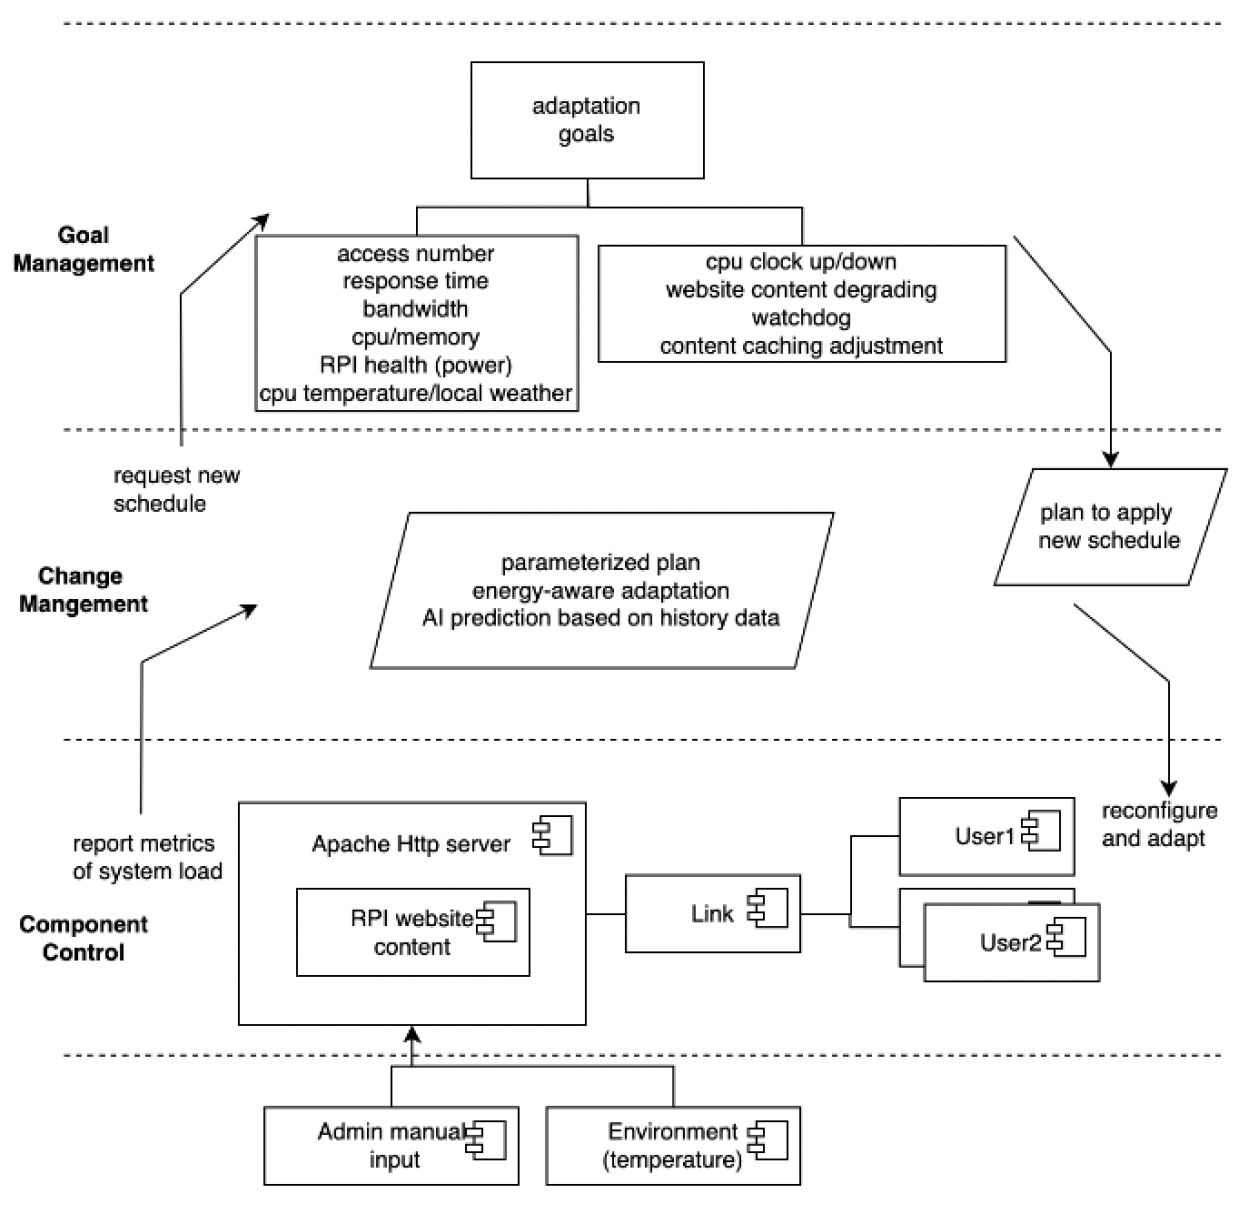 adaptation
goals
Goal
Management
access number
response time
bandwidth
cpu/memory
RPI health (power)
cpu temperature/local weather
cpu clock up/down
website content degrading
watchdog
content caching adjustment
request new
schedule
plan to apply
new schedule
Change
Mangement
parameterized plan
energy-aware adaptation
AI prediction based on history data
report metrics
of system load
Apache Http server
RPI website
content
Link
User1
User2
reconfigure
and adapt
Component
Control
Admin manual
input
Environment
(temperature)